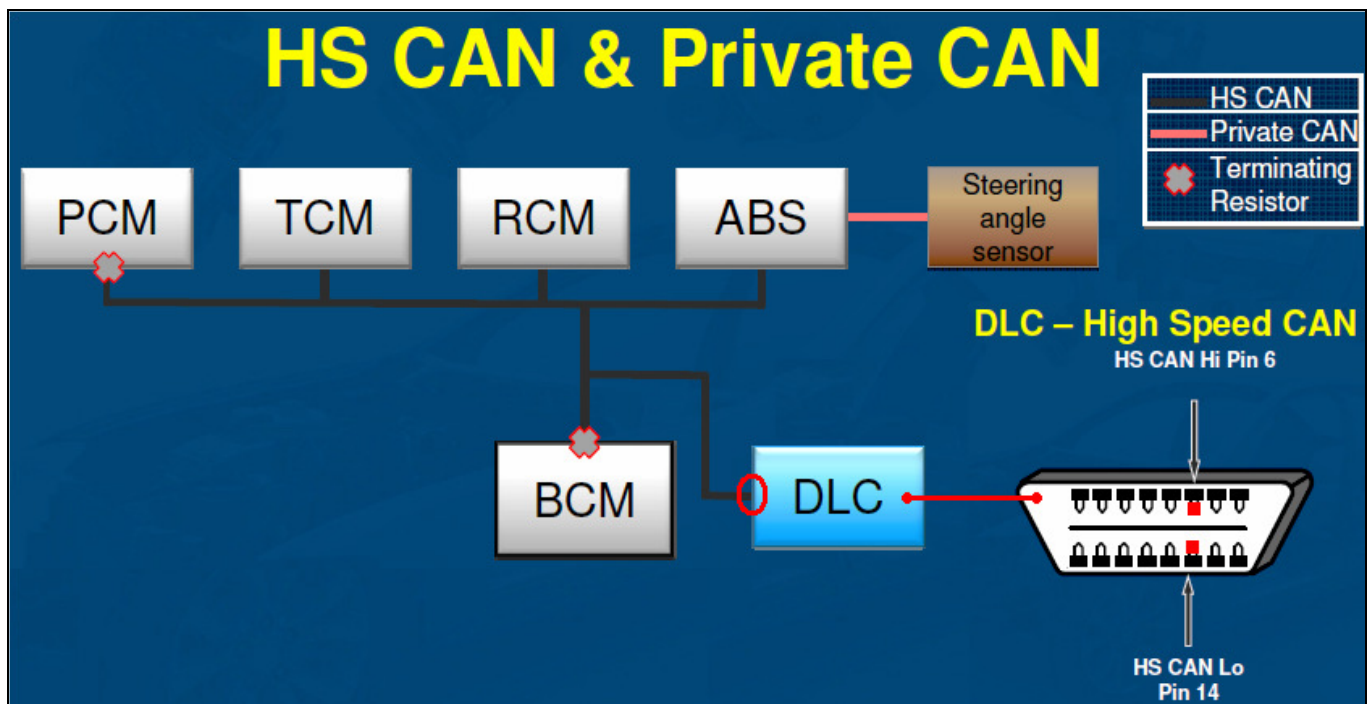 HS CAN & Private CAN
HS CAN
Private CAN
Terminating
Resistor
PCM
TCM
RCM
ABS
Steering
angle
sensor
DLC – High Speed CAN
HS CAN Hi Pin 6
BCM
DLC
HS CAN Lo
Pin 14